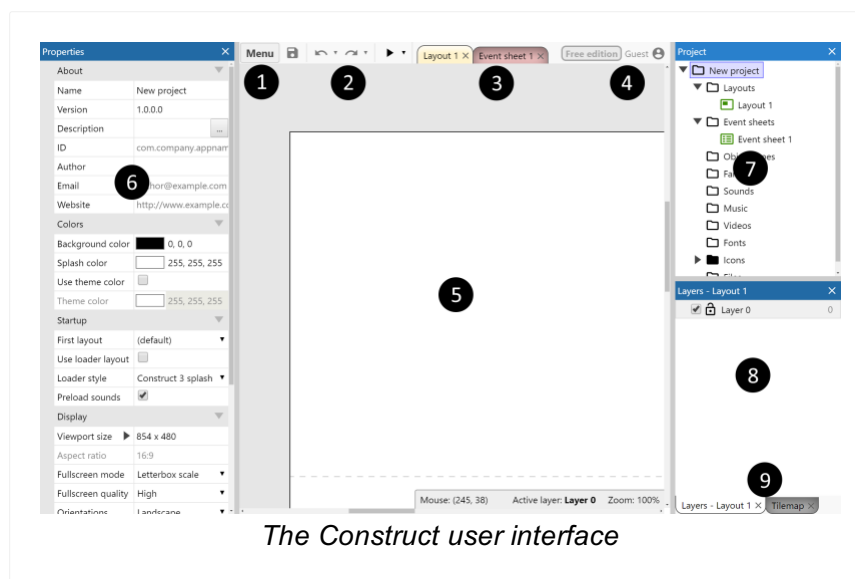 Properties
About
Name New project
Version 1.0.0.0
Description ...
ID com.company.appnam
Author
Email hor@example.com
Website http://www.example.co
Colors
Background color 0, 0, 0
Splash color 255, 255, 255
Use theme color
Theme color 255, 255, 255
Startup
First layout (default)
Use loader layout
Loader style Construct 3 splash
Preload sounds
Display
Viewport size 854 x 480
Aspect ratio 16:9
Fullscreen mode Letterbox scale
Fullscreen quality High
Orientations Landscape
6
Menu Layout 1 Event sheet 1 Free edition Guest
1 2 3 4
5
Mouse: (245, 38) Active layer: Layer 0 Zoom: 100%
Project
New project
Layouts
Layout 1
Event sheets
Event sheet 1
Sounds
Music
Videos
Fonts
Icons
Files
7
Layers - Layout 1
Layer 0 0
8
9
Layers - Layout 1 Tilemap
The Construct user interface